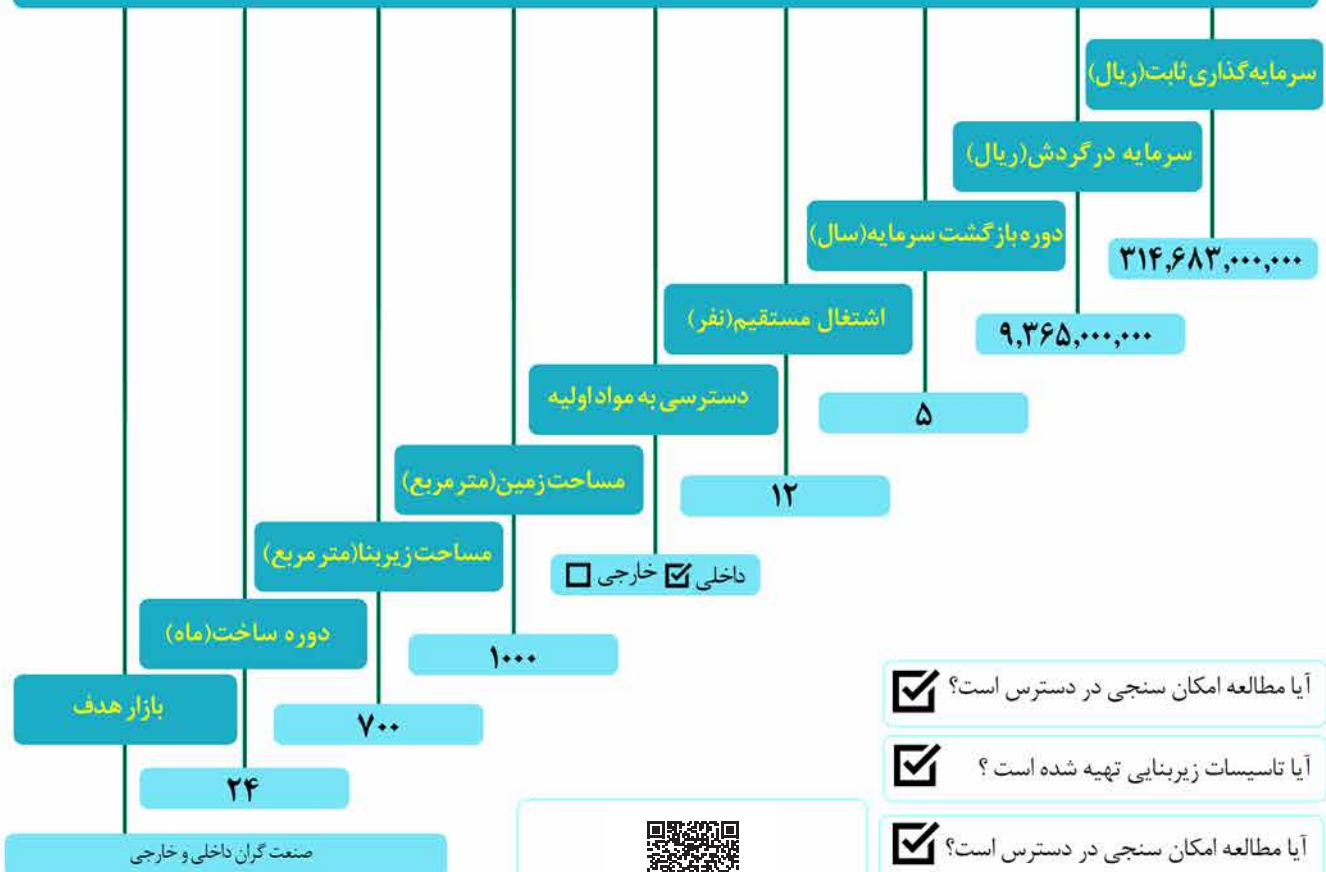 سرمایه‌گذاری ثابت(ریال)
۳۱۴,۶۸۳,۰۰۰,۰۰۰
سرمایه در گردش(ریال)
۹,۳۶۵,۰۰۰,۰۰۰
دوره بازگشت سرمایه(سال)
۵
اشتغال مستقیم(نفر)
۱۲
دسترسی به مواد اولیه
داخلی ☑ خارجی ☐
مساحت زمین(متر مربع)
۱۰۰۰
مساحت زیربنا(متر مربع)
۷۰۰
دوره ساخت(ماه)
۲۴
بازار هدف
صنعت گران داخلی و خارجی
آیا مطالعه امکان سنجی در دسترس است؟ ☑
آیا تاسیسات زیربنایی تهیه شده است ؟ ☑
آیا مطالعه امکان سنجی در دسترس است؟ ☑